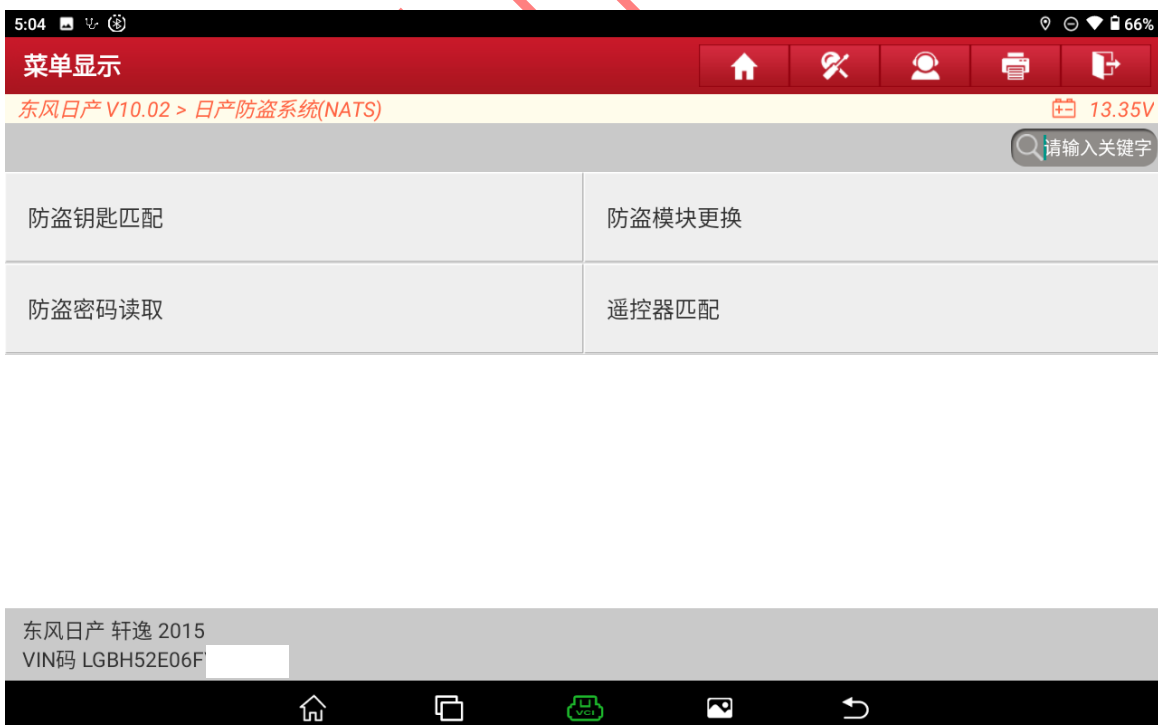 5:04
66%
菜单显示
东风日产 V10.02 > 日产防盗系统(NATS)
13.35V
请输入关键字
防盗钥匙匹配
防盗模块更换
防盗密码读取
遥控器匹配
东风日产 轩逸 2015
VIN码 LGBH52E06F
VCI